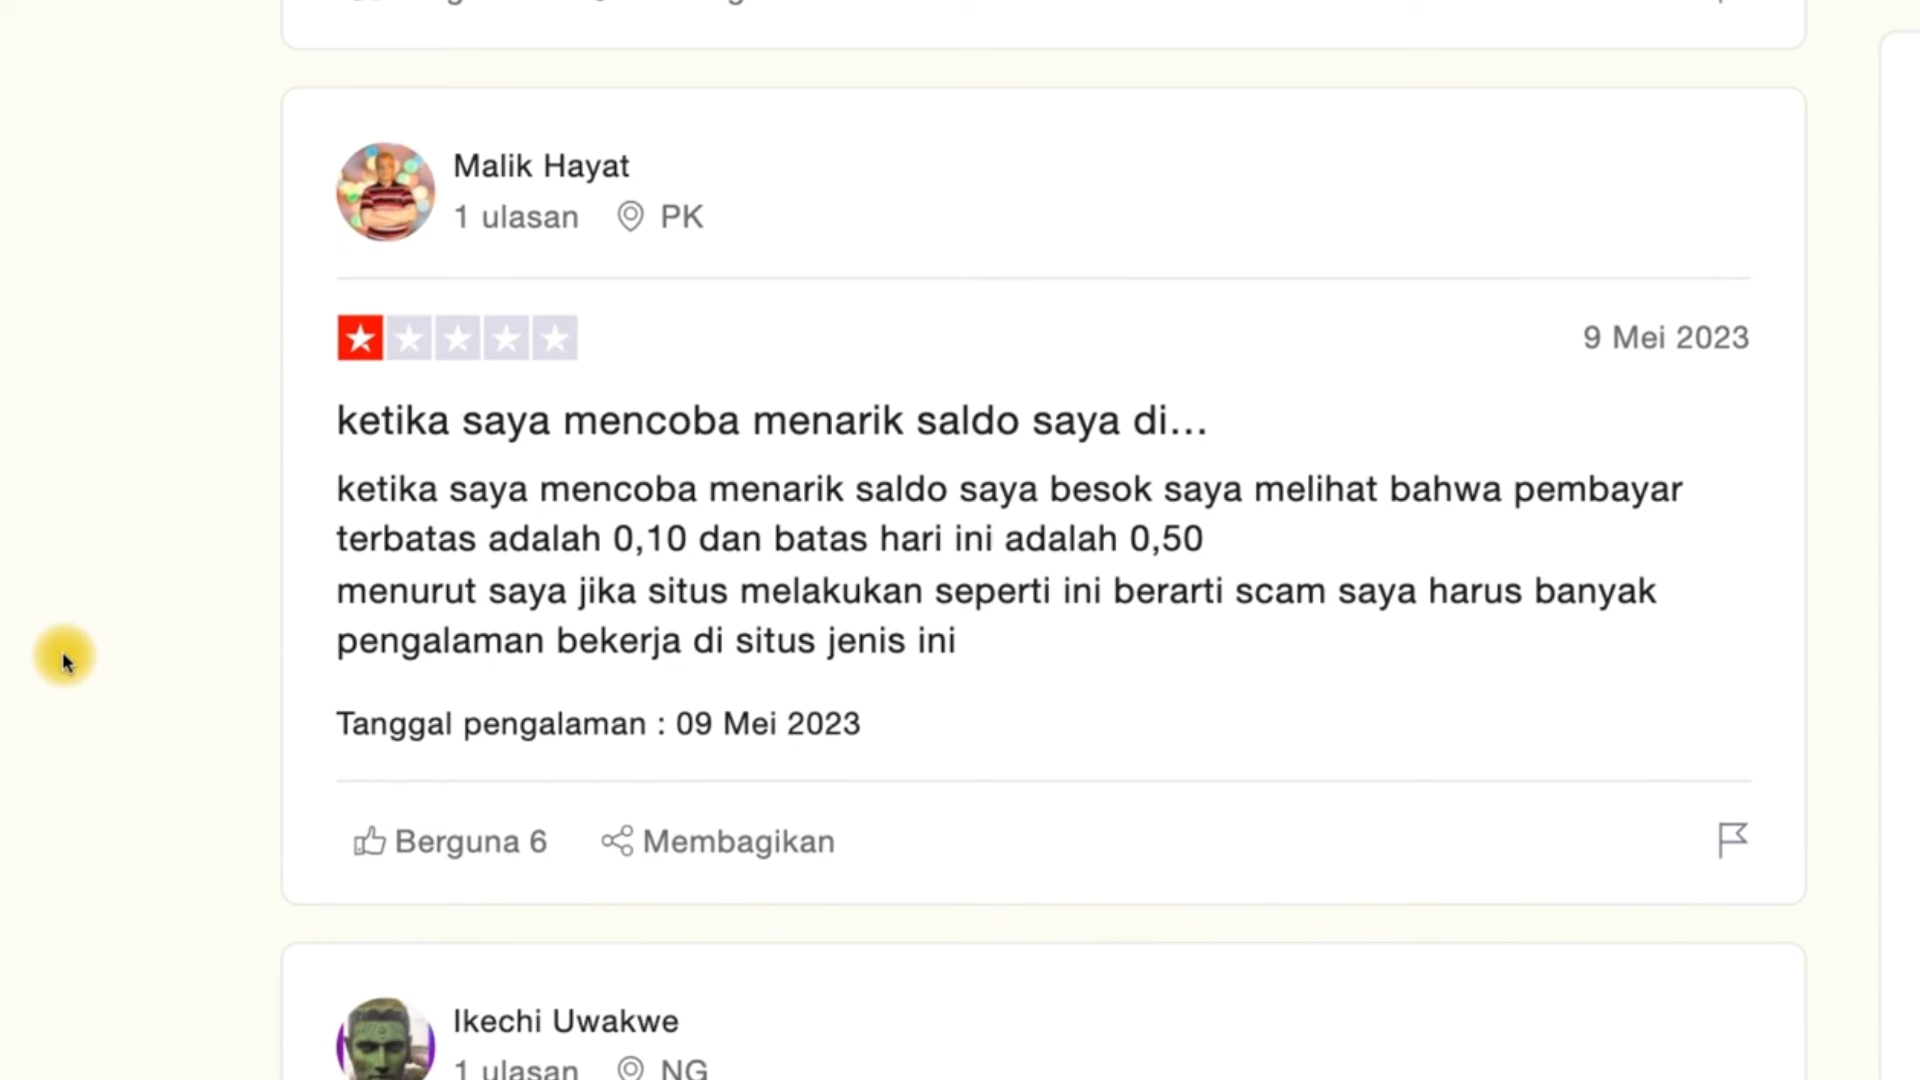 Malik Hayat
1 ulasan PK
9 Mei 2023
ketika saya mencoba menarik saldo saya di...
ketika saya mencoba menarik saldo saya besok saya melihat bahwa pembayar
terbatas adalah 0,10 dan batas hari ini adalah 0,50
menurut saya jika situs melakukan seperti ini berarti scam saya harus banyak
pengalaman bekerja di situs jenis ini
Tanggal pengalaman : 09 Mei 2023
Berguna 6 Membagikan
Ikechi Uwakwe
1 ulasan NG